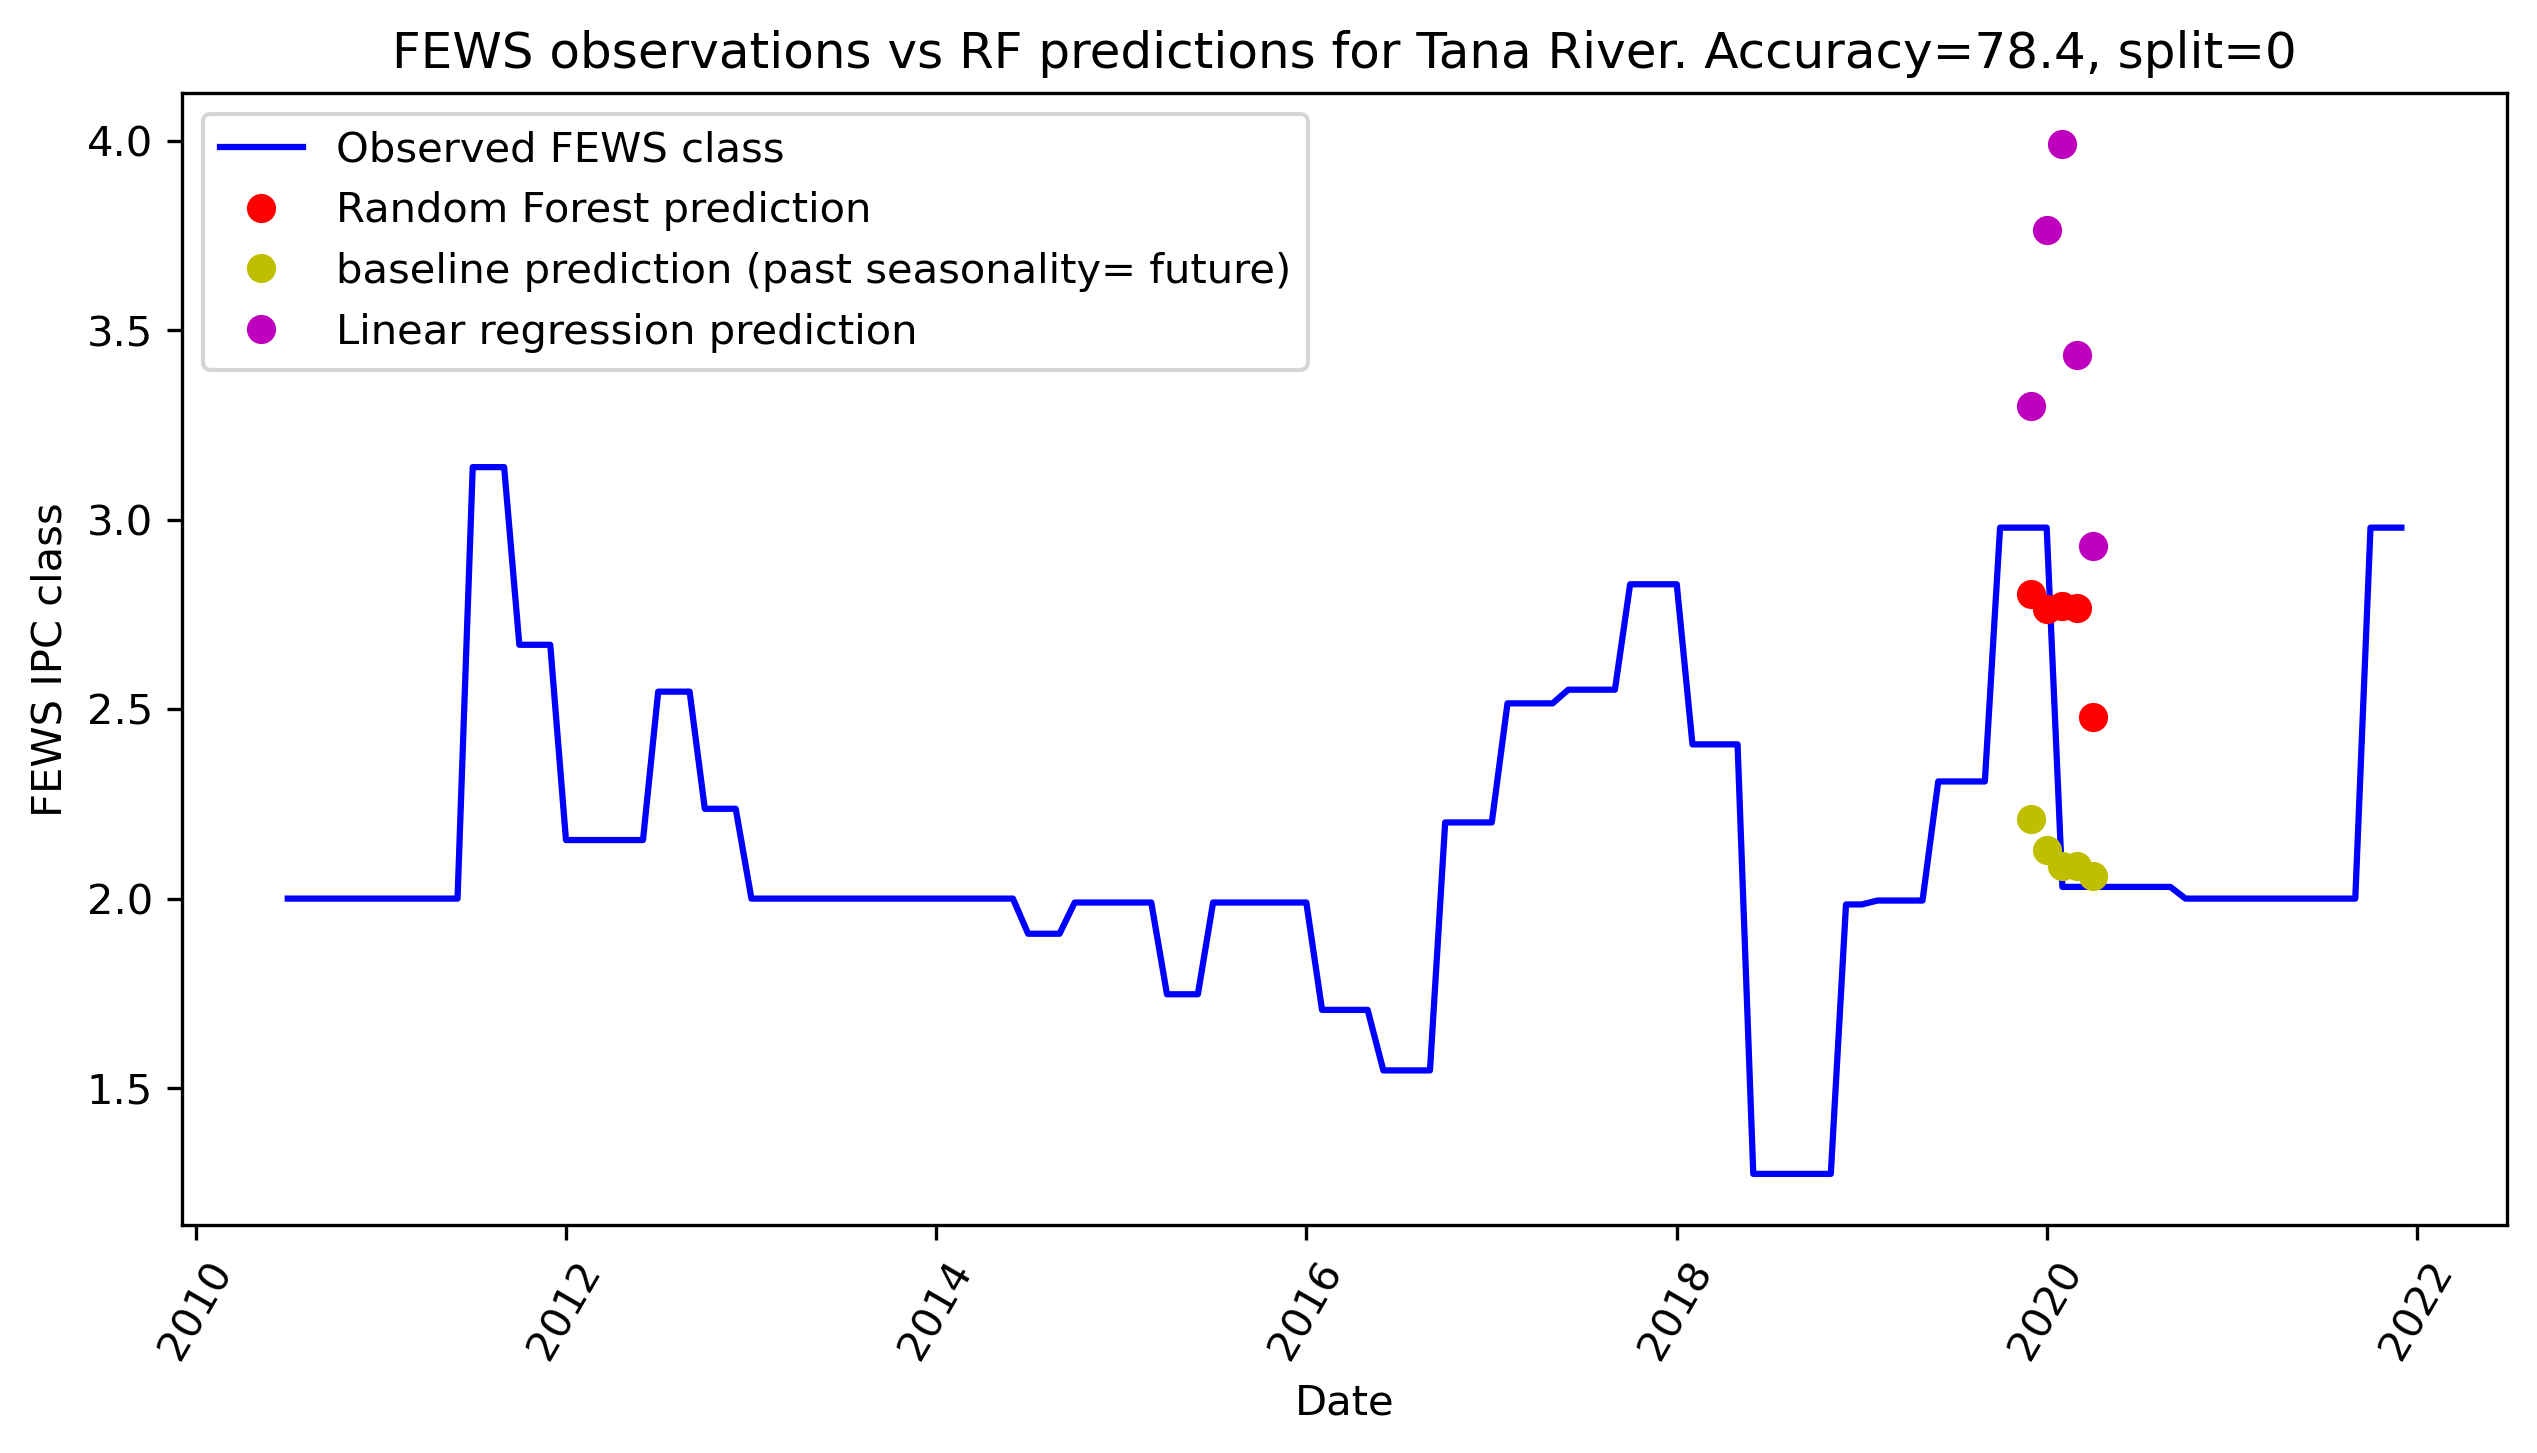 FEWS observations vs RF predictions for Tana River. Accuracy=78.4, split=0
Observed FEWS class
Random Forest prediction
baseline prediction (past seasonality= future)
Linear regression prediction
FEWS IPC class
4.0
3.5
3.0
2.5
2.0
1.5
2010
2012
2014
2016
2018
2020
2022
Date